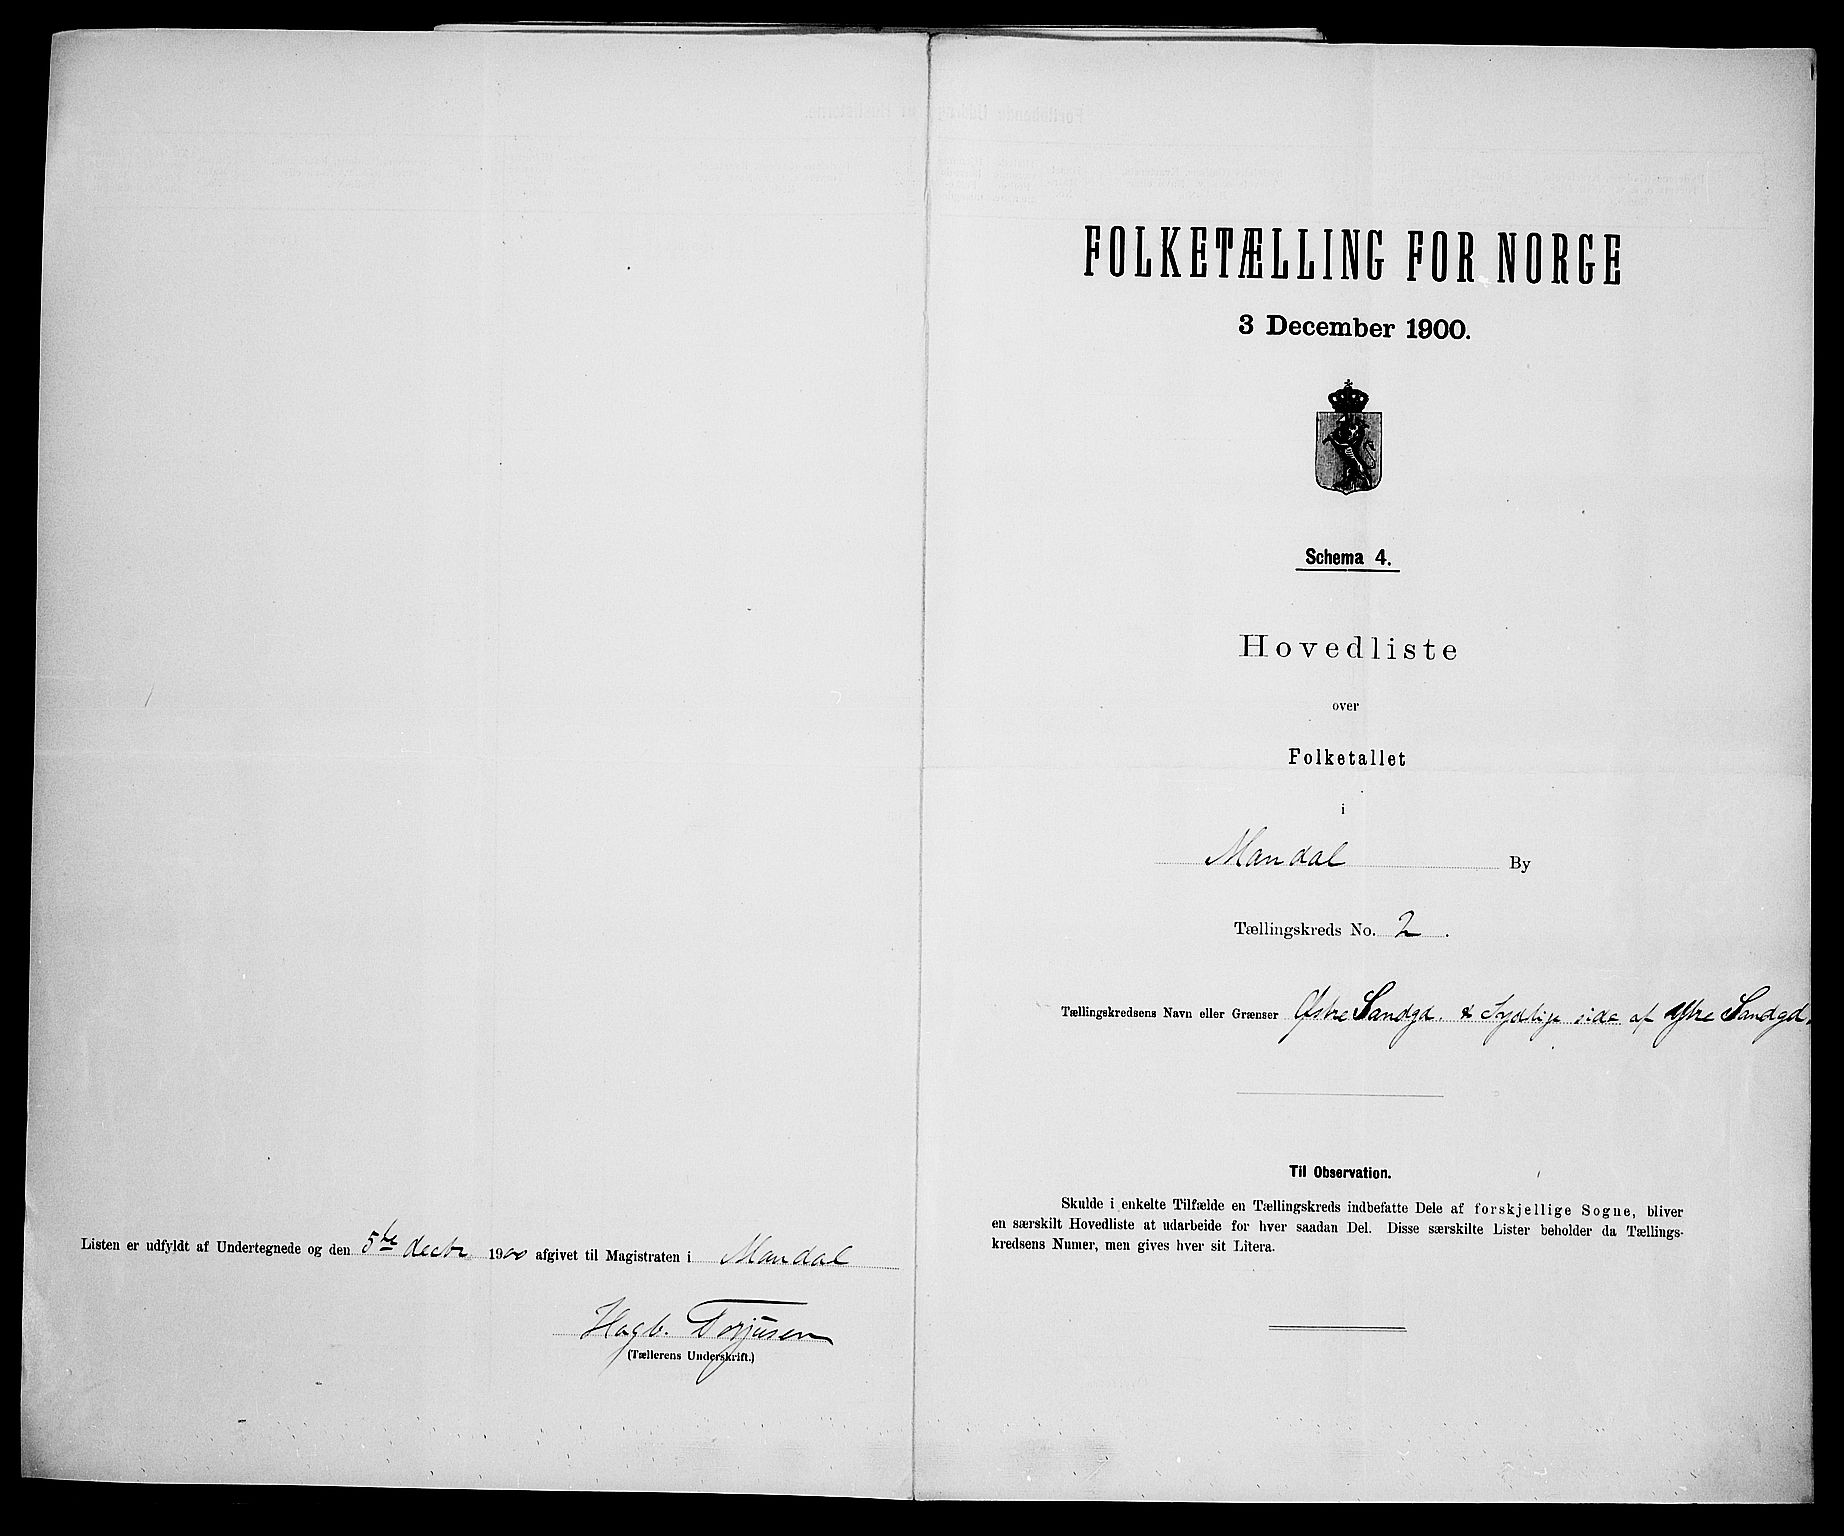 Listen er udfyldt af Undertegnede og den 5te decbr 1900 afgivet til Magistraten i Mandal
Hagb. Torjusen
(Tællerens Underskrift.)
FOLKETÆLLING FOR NORGE
3 December 1900.
Schema 4.
Hovedliste
over
Folketallet
i
Mandal By
Tællingskreds No. 2.
Tællingskredsens Navn eller Grænser Østre Sandgd. & Sydlige side af Østre Sandgd.
Til Observation.
Skulde i enkelte Tilfælde en Tællingskreds indbefatte Dele af forskjellige Sogne, bliver
en særskilt Hovedliste at udarbeide for hver saadan Del. Disse særskilte Lister beholder da Tællings-
kredsens Numer, men gives hver sit Litera.